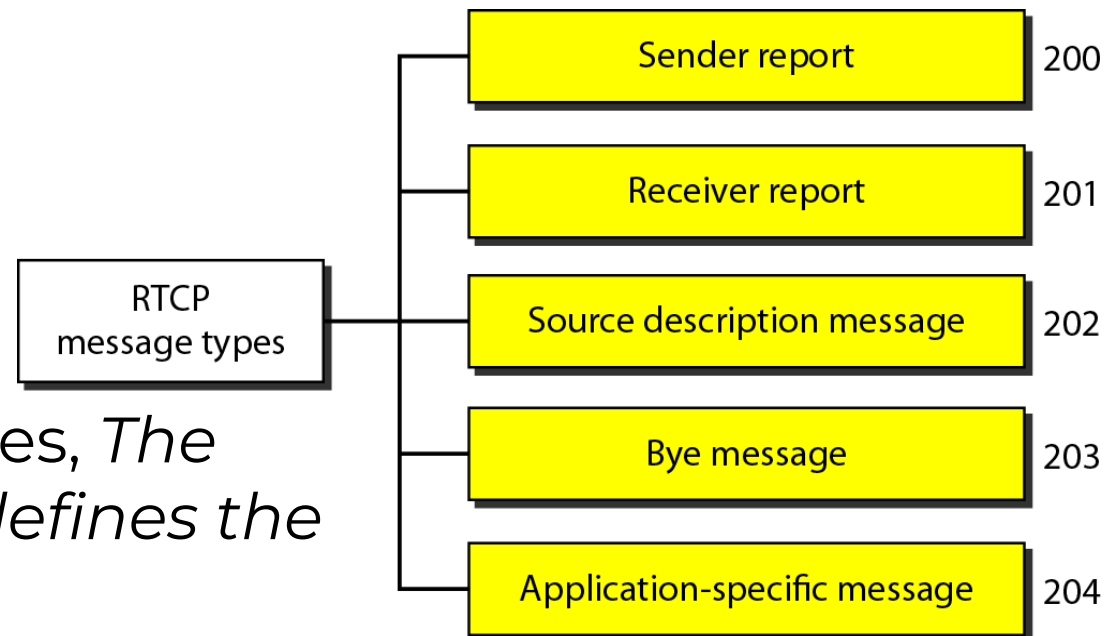 Sender report 200
Receiver report 201
RTCP
message types
Source description message 202
es, The
defines the
Bye message 203
Application-specific message 204